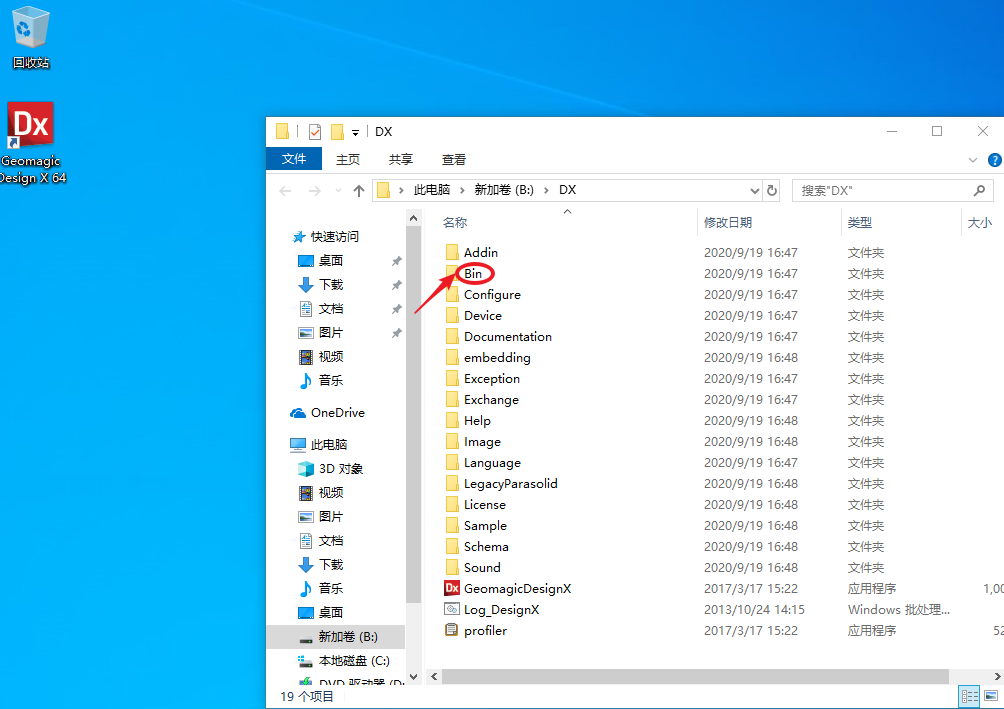 回收站
Dx
Geomagic
Design X 64
DX
文件 主页 共享 查看
此电脑 新加卷 (B:) DX
搜索"DX"
名称 修改日期 类型 大小
快速访问
桌面
下载
文档
图片
视频
音乐
OneDrive
此电脑
3D 对象
视频
图片
文档
下载
音乐
桌面
新加卷 (B:)
本地磁盘 (C:)
DVD 驱动器 (D:
Addin 2020/9/19 16:47 文件夹
Bin 2020/9/19 16:47 文件夹
Configure 2020/9/19 16:47 文件夹
Device 2020/9/19 16:47 文件夹
Documentation 2020/9/19 16:47 文件夹
embedding 2020/9/19 16:48 文件夹
Exception 2020/9/19 16:47 文件夹
Exchange 2020/9/19 16:47 文件夹
Help 2020/9/19 16:48 文件夹
Image 2020/9/19 16:48 文件夹
Language 2020/9/19 16:47 文件夹
LegacyParasolid 2020/9/19 16:48 文件夹
License 2020/9/19 16:48 文件夹
Sample 2020/9/19 16:48 文件夹
Schema 2020/9/19 16:48 文件夹
Sound 2020/9/19 16:48 文件夹
Dx GeomagicDesignX 2017/3/17 15:22 应用程序 1,00
Log_DesignX 2013/10/24 14:15 Windows 批处理...
profiler 2017/3/17 15:22 应用程序 52
19 个项目